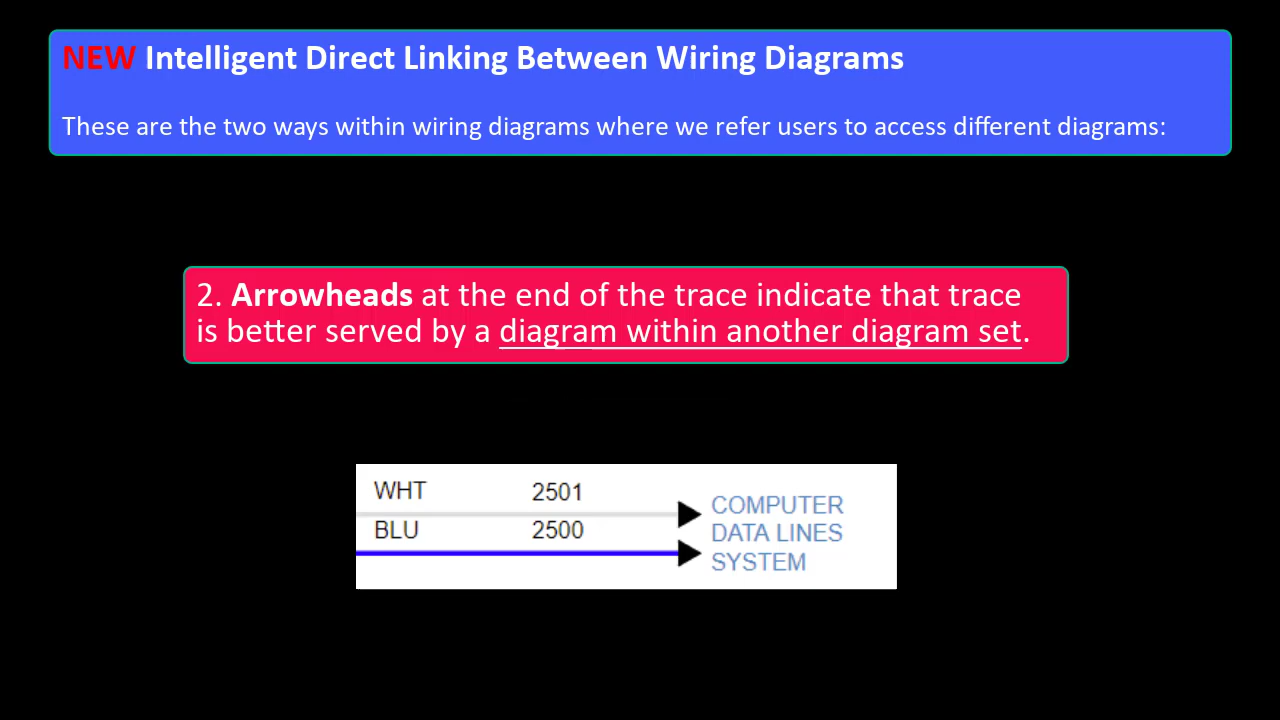 NEW Intelligent Direct Linking Between Wiring Diagrams
These are the two ways within wiring diagrams where we refer users to access different diagrams:
2. Arrowheads at the end of the trace indicate that trace
is better served by a diagram within another diagram set.
WHT 2501
BLU 2500
COMPUTER
DATA LINES
SYSTEM